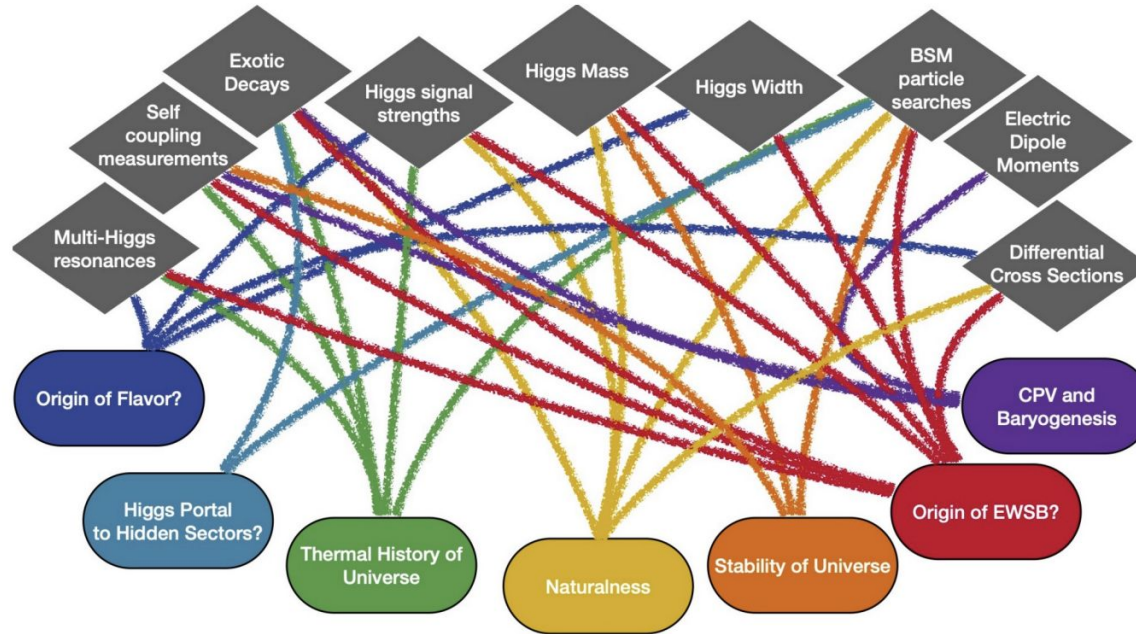 Exotic
Decays
Higgs signal
strengths
Higgs Mass
Higgs Width
BSM
particle
searches
Self
coupling
measurements
Electric
Dipole
Moments
Multi-Higgs
resonances
Differential
Cross Sections
Origin of Flavor?
CPV and
Baryogenesis
Higgs Portal
to Hidden Sectors?
Origin of EWSB?
Thermal History of
Universe
Naturalness
Stability of Universe